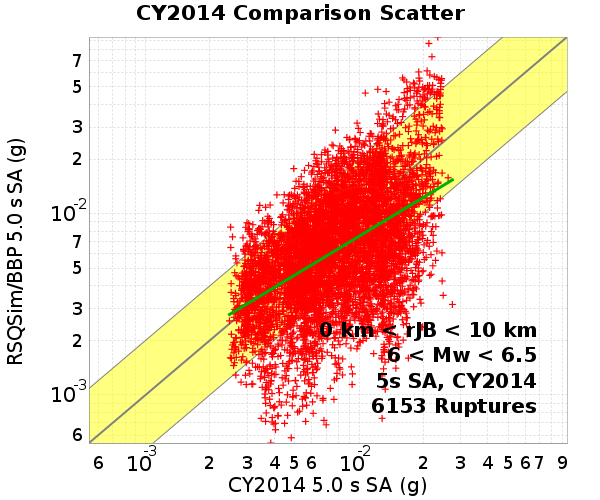 CY2014 Comparison Scatter
RSQSim/BBP 5.0 s SA (g)
7
5
3
2
10-2
7
5
3
2
10-3
6
0 km < rJB < 10 km
6 < Mw < 6.5
5s SA, CY2014
6153 Ruptures
6 10-3 2 3 4 5 6 10-2 2 3 4 5 6 7 9
CY2014 5.0 s SA (g)